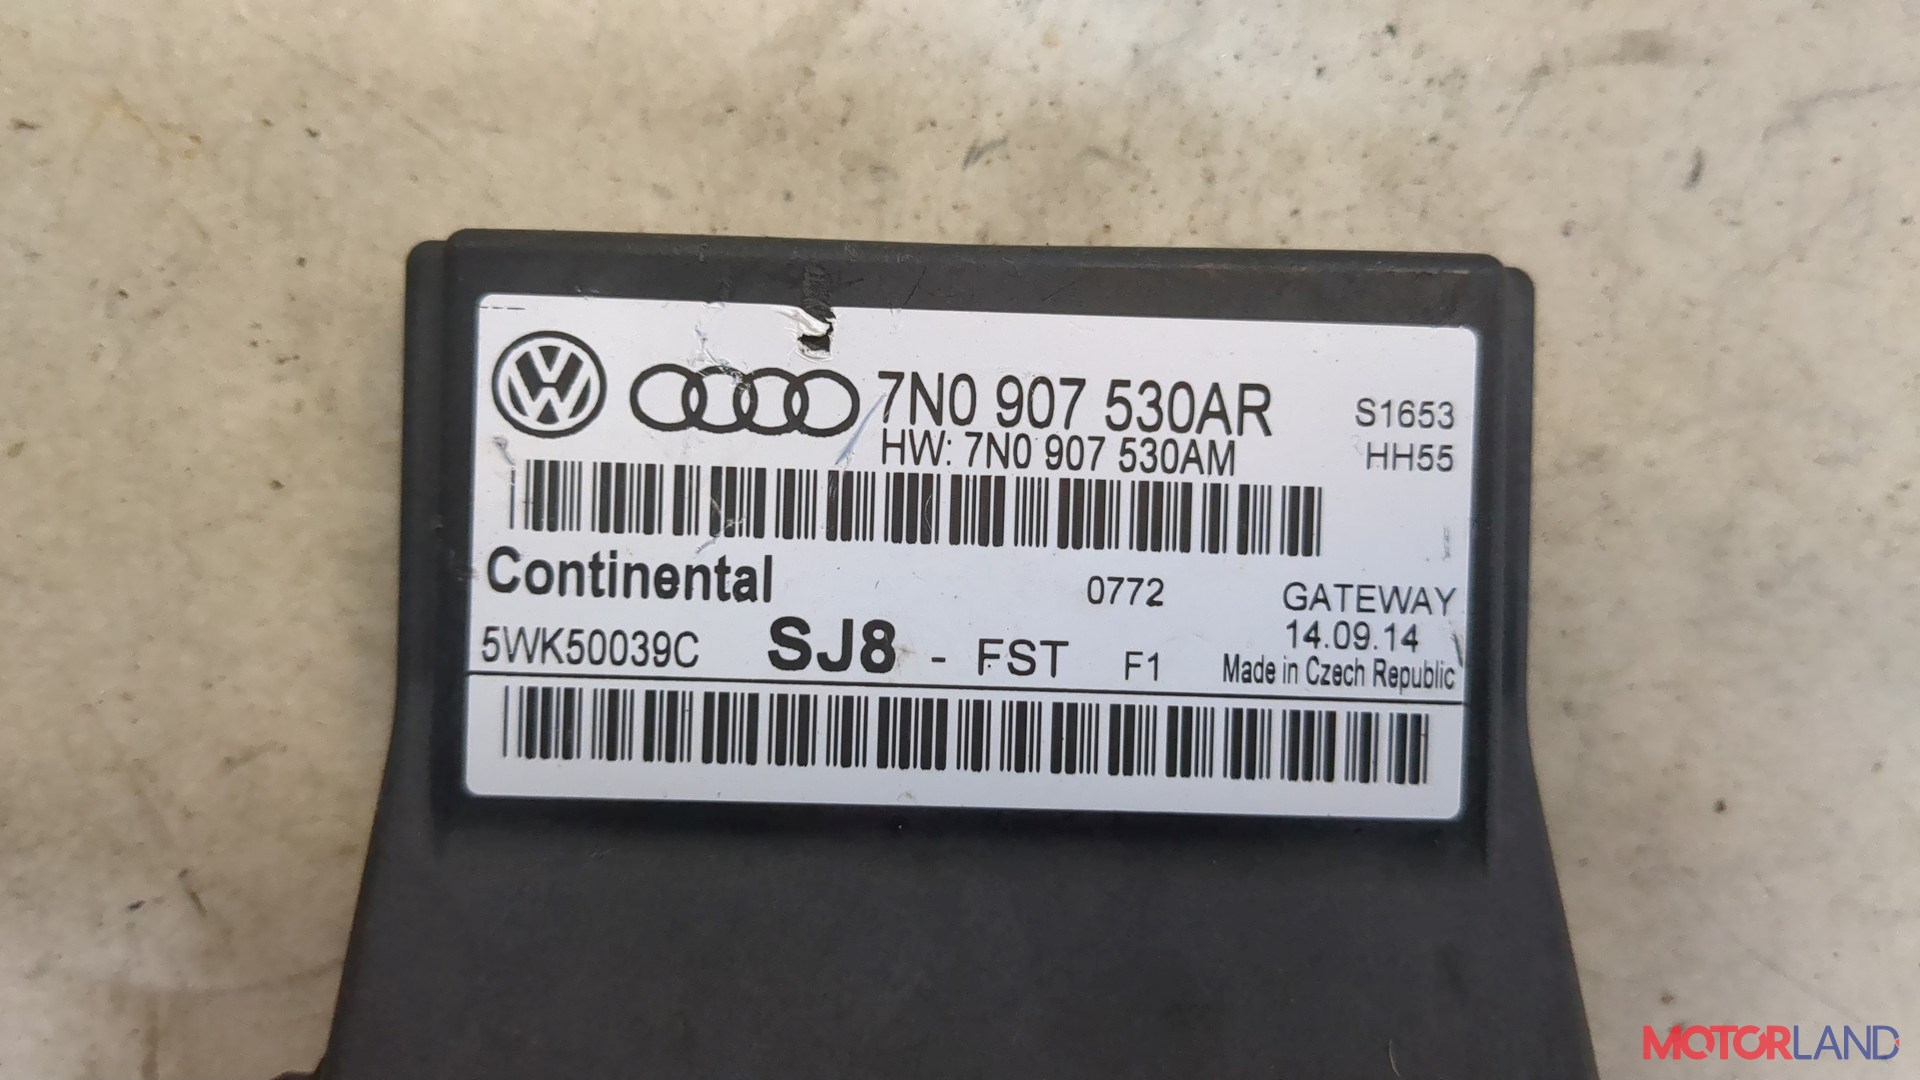 7N0 907 530AR S1653
HW: 7N0 907 530AM HH55
Continental 0772 GATEWAY
14.09.14
5WK50039C SJ8 - FST F1 Made in Czech Republic
MOTORLAND